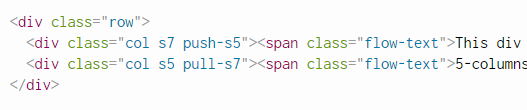 <div class="row">
<div class="col s7 push-s5"><span class="flow-text">This div
<div class="col s5 pull-s7"><span class="flow-text">5-columns
</div>